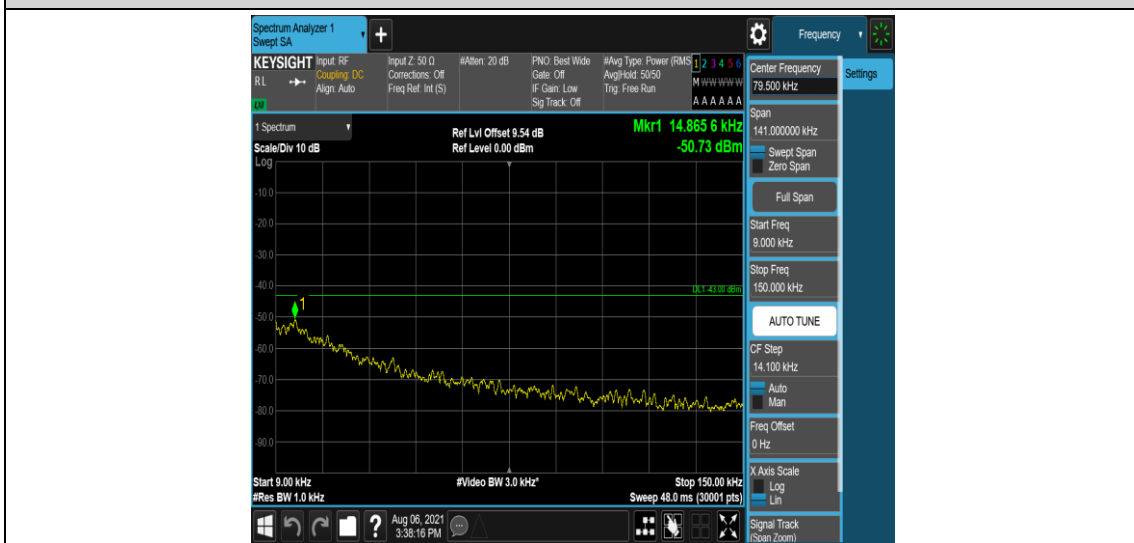 Spectrum Analyzer 1
Swept SA
+
Frequency
KEYSIGHT
RL
LXI
Input: RF
Coupling: DC
Align: Auto
Input Z: 50 Ω
Corrections: Off
Freq Ref: Int (S)
#Atten: 20 dB
PNO: Best Wide
Gate: Off
IF Gain: Low
Sig Track: Off
#Avg Type: Power (RMS
Avg|Hold: 50/50
Trig: Free Run
1 2 3 4 5 6
M W W W W W
A A A A A A
1 Spectrum
Scale/Div 10 dB
Log
Ref Lvl Offset 9.54 dB
Ref Level 0.00 dBm
Mkr1 14.865 6 kHz
-50.73 dBm
-10.0
-20.0
-30.0
-40.0
DL1 -43.00 dBm
1
-50.0
-60.0
-70.0
-80.0
-90.0
Start 9.00 kHz
#Res BW 1.0 kHz
#Video BW 3.0 kHz*
Stop 150.00 kHz
Sweep 48.0 ms (30001 pts)
?
Aug 06, 2021
3:38:16 PM
Center Frequency
79.500 kHz
Settings
Span
141.000000 kHz
Swept Span
Zero Span
Full Span
Start Freq
9.000 kHz
Stop Freq
150.000 kHz
AUTO TUNE
CF Step
14.100 kHz
Auto
Man
Freq Offset
0 Hz
X Axis Scale
Log
Lin
Signal Track
(Span Zoom)